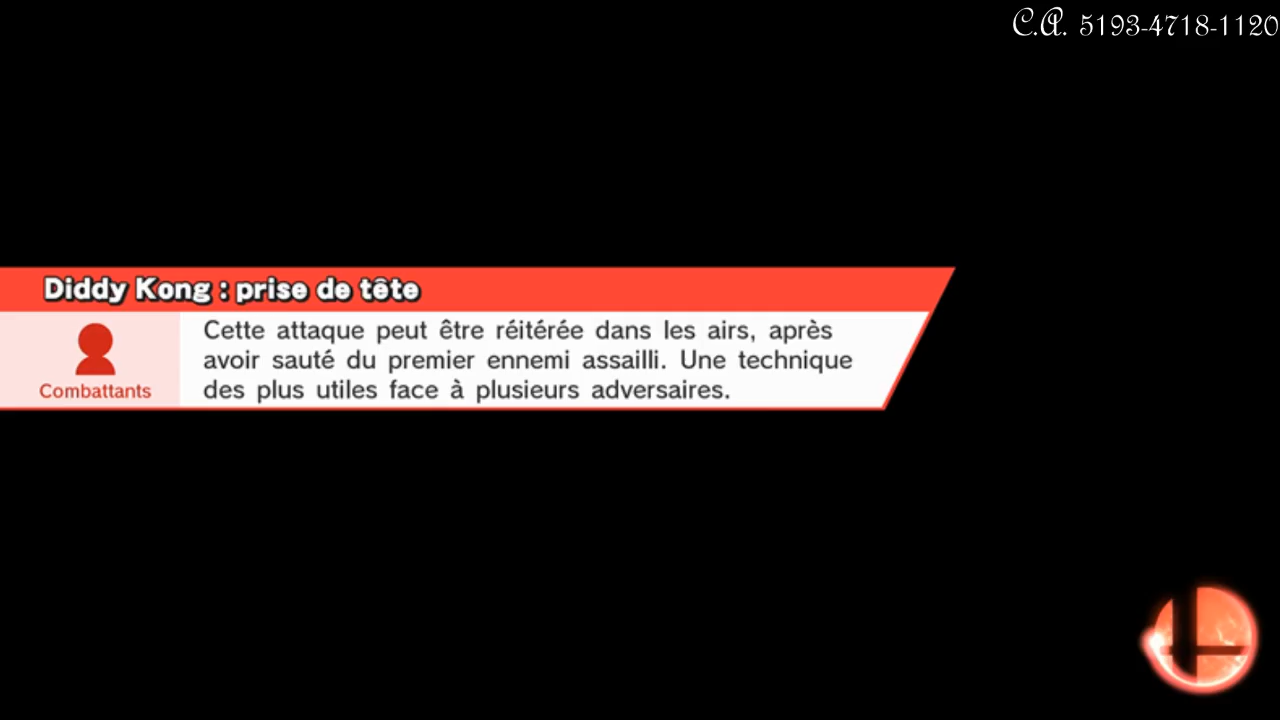 C.A. 5193-4718-1120
Diddy Kong : prise de tête
Cette attaque peut être réitérée dans les airs, après
avoir sauté du premier ennemi assailli. Une technique
des plus utiles face à plusieurs adversaires.
Combattants